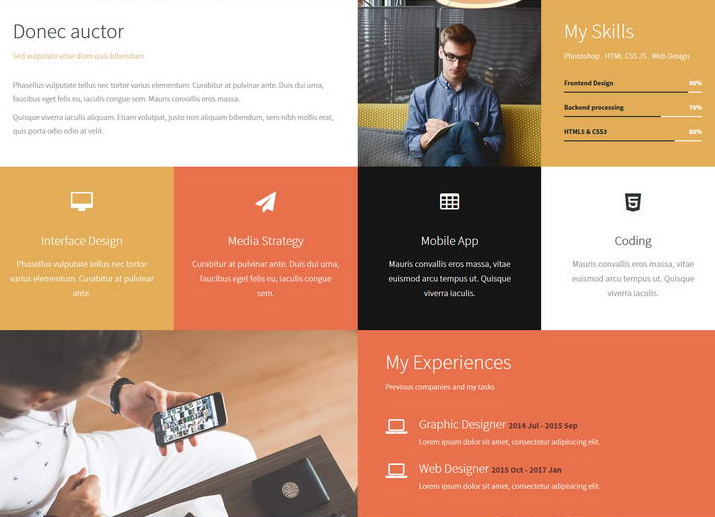 Donec auctor
Sed vulputate vitae diam quis bibendum
Phasellus vulputate tellus nec tortor varius elementum. Curabitur at pulvinar ante. Duis dui urna,
faucibus eget felis eu, iaculis congue sem. Mauris convallis eros massa.
Quisque viverra iaculis aliquam. Etiam volutpat, justo non aliquam bibendum, sem nibh mollis erat,
quis porta odio odio at velit.
My Skills
Photoshop . HTML CSS JS . Web Design
Frontend Design 90%
Backend processing 70%
HTML5 & CSS3 80%
Interface Design
Phasellus vulputate tellus nec tortor
varius elementum. Curabitur at pulvinar
ante.
Media Strategy
Curabitur at pulvinar ante. Duis dui urna,
faucibus eget felis eu, iaculis congue
sem.
Mobile App
Mauris convallis eros massa, vitae
euismod arcu tempus ut. Quisque
viverra iaculis.
Coding
Mauris convallis eros massa, vitae
euismod arcu tempus ut. Quisque
viverra iaculis.
My Experiences
Previous companies and my tasks
Graphic Designer 2014 Jul - 2015 Sep
Lorem ipsum dolor sit amet, consectetur adipisicing elit.
Web Designer 2015 Oct - 2017 Jan
Lorem ipsum dolor sit amet, consectetur adipisicing elit.